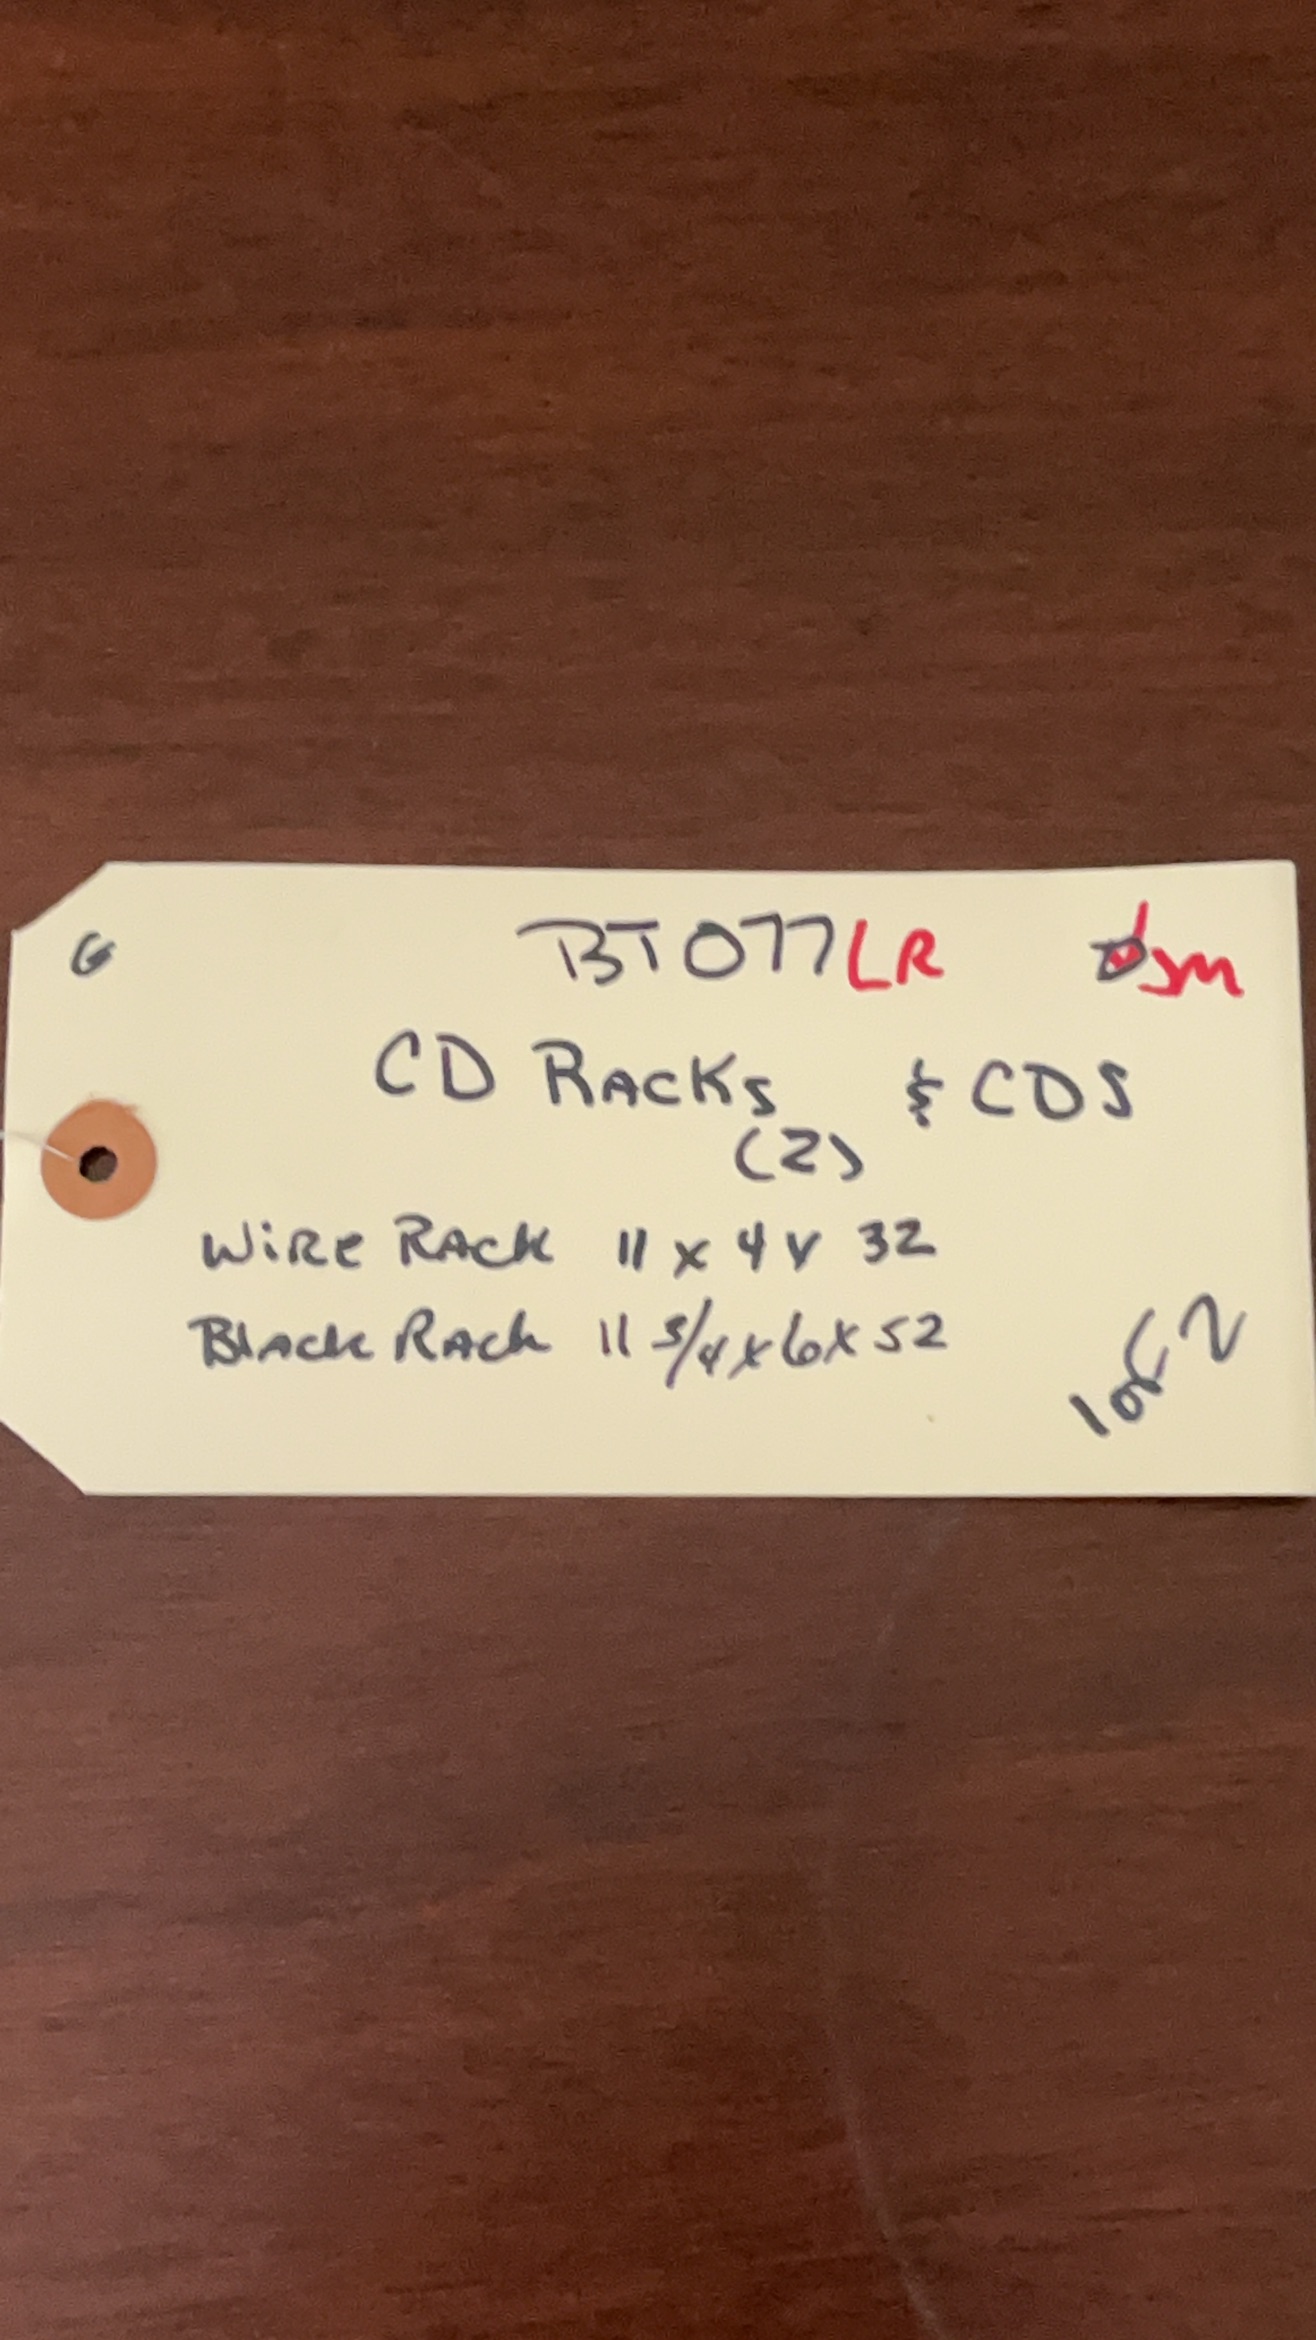 G
BT077LR
CD Racks & CDS
(2)
Wire Rack 11 x 4 x 32
Black Rack 11 3/4 x 6 x 52
1 of 2